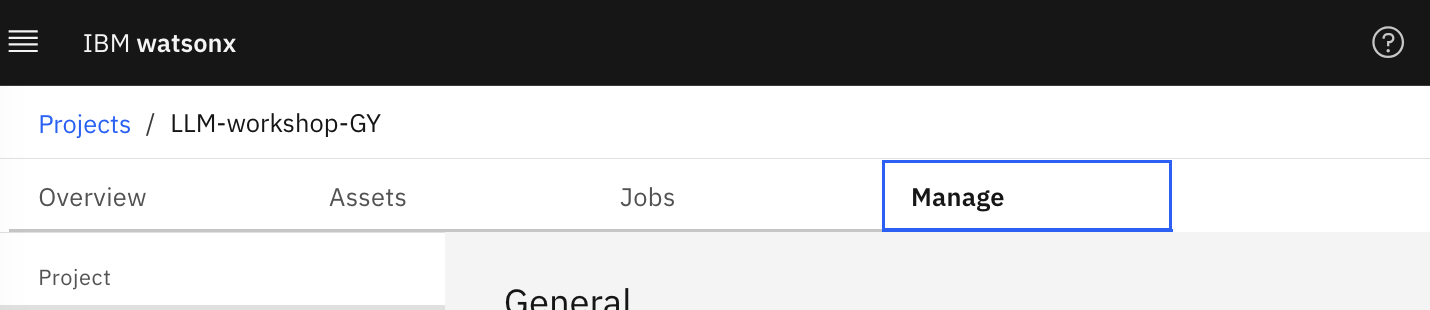 IBM watsonx
Projects / LLM-workshop-GY
Overview Assets Jobs Manage
Project
General